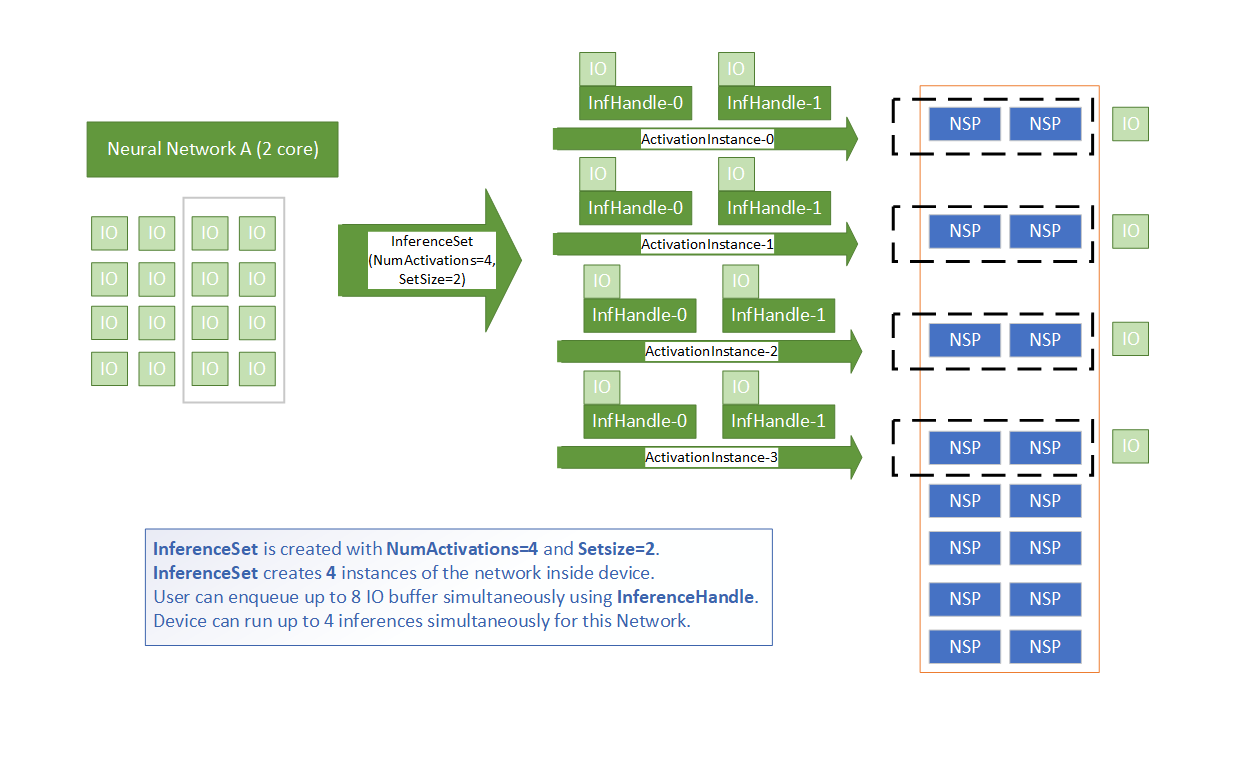 Neural Network A (2 core)
IO IO IO IO
IO IO IO IO
IO IO IO IO
IO IO IO IO
InferenceSet
(NumActivations=4,
SetSize=2)
IO IO
InfHandle-0 InfHandle-1
ActivationInstance-0
IO IO
InfHandle-0 InfHandle-1
ActivationInstance-1
IO IO
InfHandle-0 InfHandle-1
ActivationInstance-2
IO IO
InfHandle-0 InfHandle-1
ActivationInstance-3
NSP NSP IO
NSP NSP IO
NSP NSP IO
NSP NSP IO
NSP NSP
NSP NSP
NSP NSP
NSP NSP
InferenceSet is created with NumActivations=4 and Setsize=2.
InferenceSet creates 4 instances of the network inside device.
User can enqueue up to 8 IO buffer simultaneously using InferenceHandle.
Device can run up to 4 inferences simultaneously for this Network.